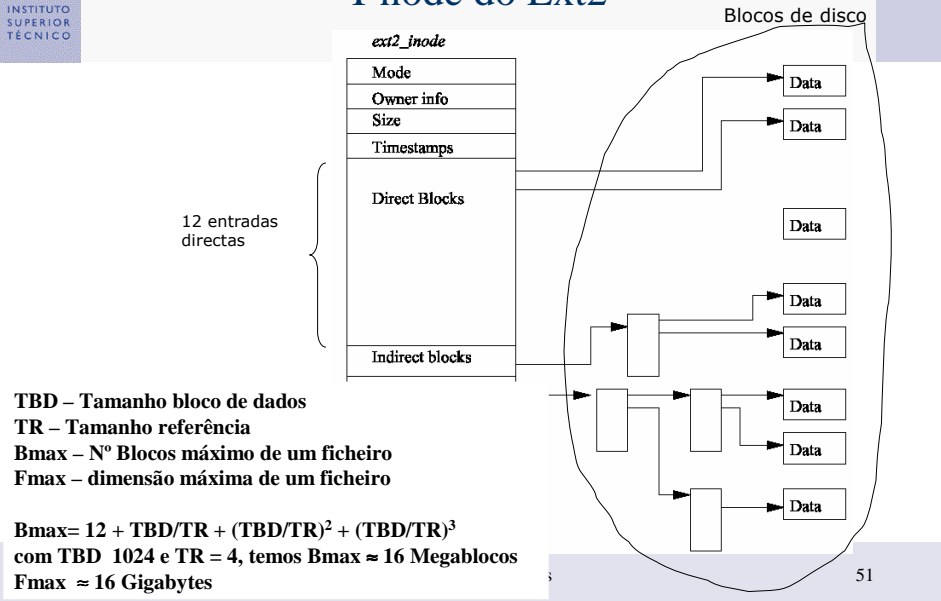 INSTITUTO
SUPERIOR
TÉCNICO
do Ext2
Blocos de disco
ext2_inode
Mode
Owner info
Size
Timestamps
Direct Blocks
12 entradas
directas
Indirect blocks
Data
Data
Data
Data
Data
Data
Data
Data
TBD – Tamanho bloco de dados
TR – Tamanho referência
Bmax – Nº Blocos máximo de um ficheiro
Fmax – dimensão máxima de um ficheiro
Bmax= 12 + TBD/TR + (TBD/TR)² + (TBD/TR)³
com TBD 1024 e TR = 4, temos Bmax ≈ 16 Megablocos
Fmax ≈ 16 Gigabytes
51